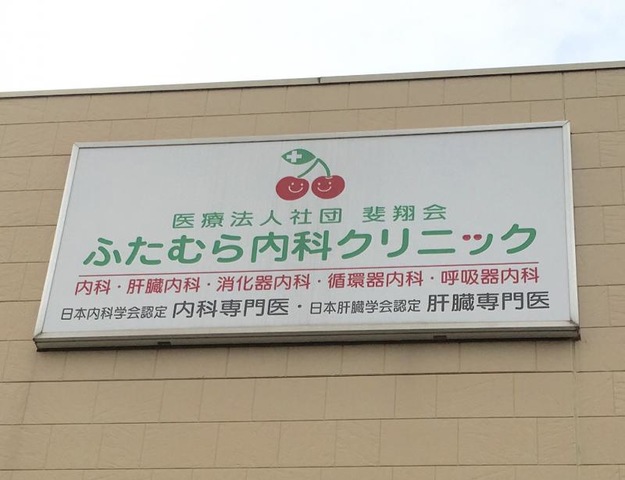 医療法人社団 斐翔会
ふたむら内科クリニック
内科・肝臓内科・消化器内科・循環器内科・呼吸器内科
日本内科学会認定 内科専門医・日本肝臓学会認定 肝臓専門医